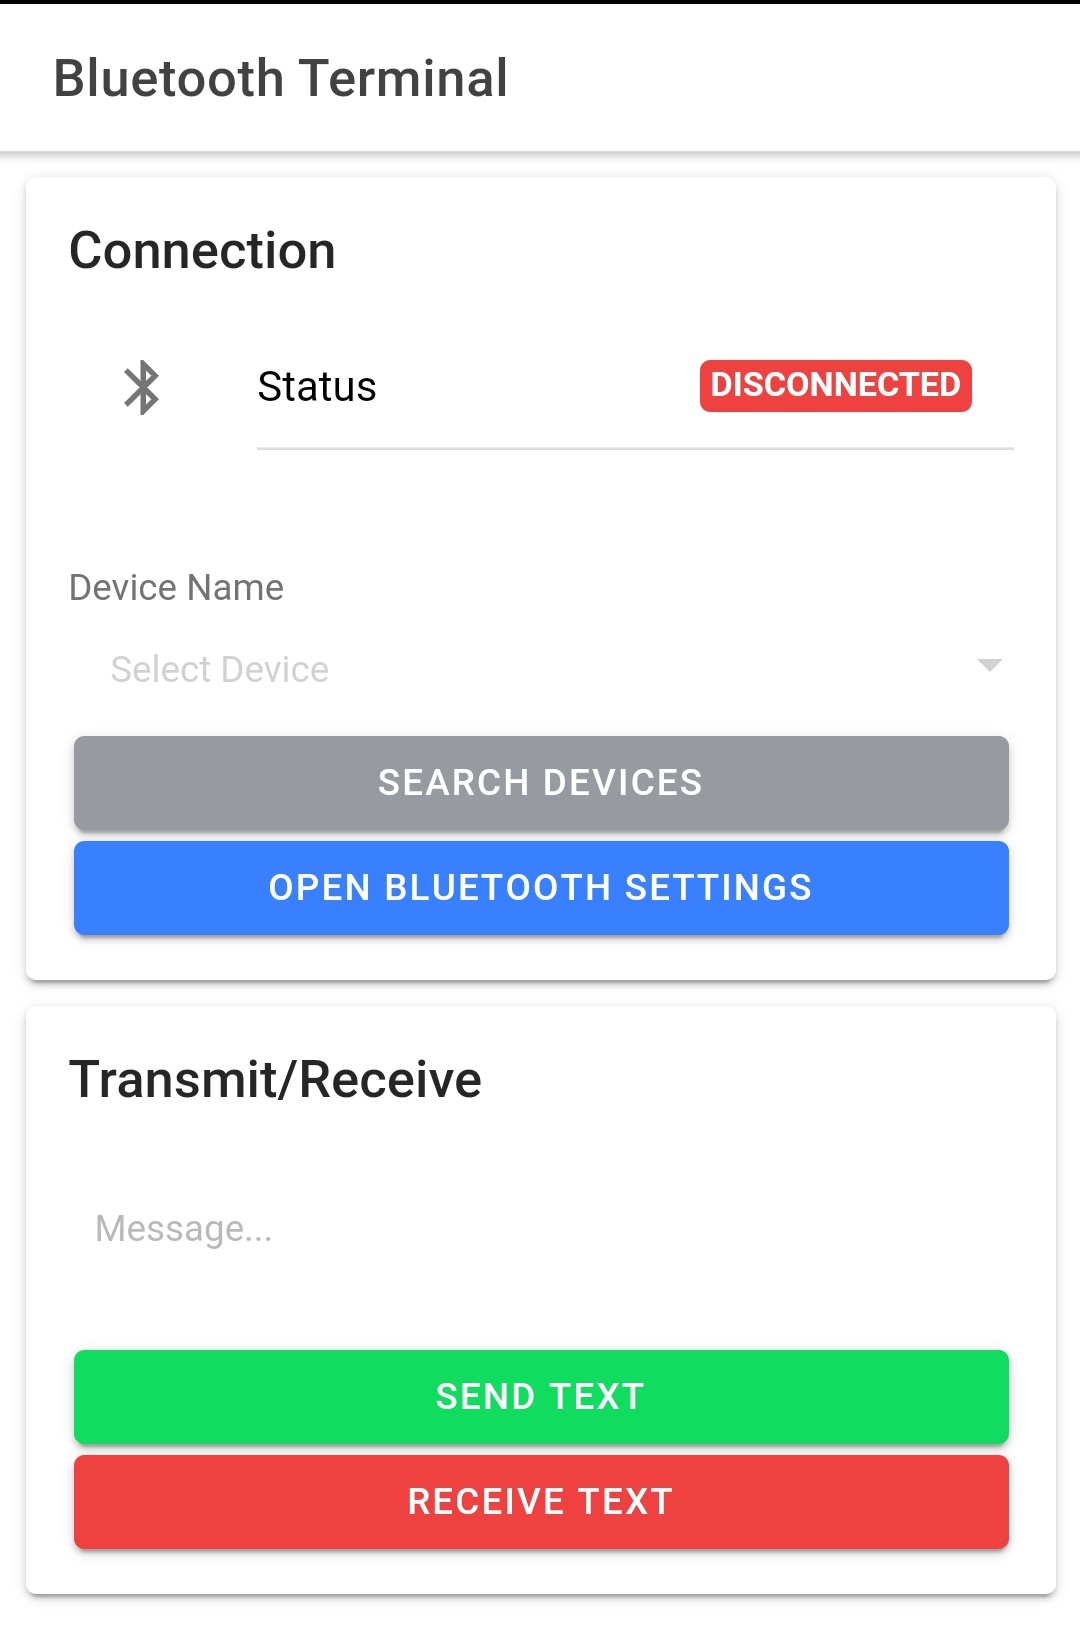 Bluetooth Terminal
Connection
Status DISCONNECTED
Device Name
Select Device
SEARCH DEVICES
OPEN BLUETOOTH SETTINGS
Transmit/Receive
Message...
SEND TEXT
RECEIVE TEXT